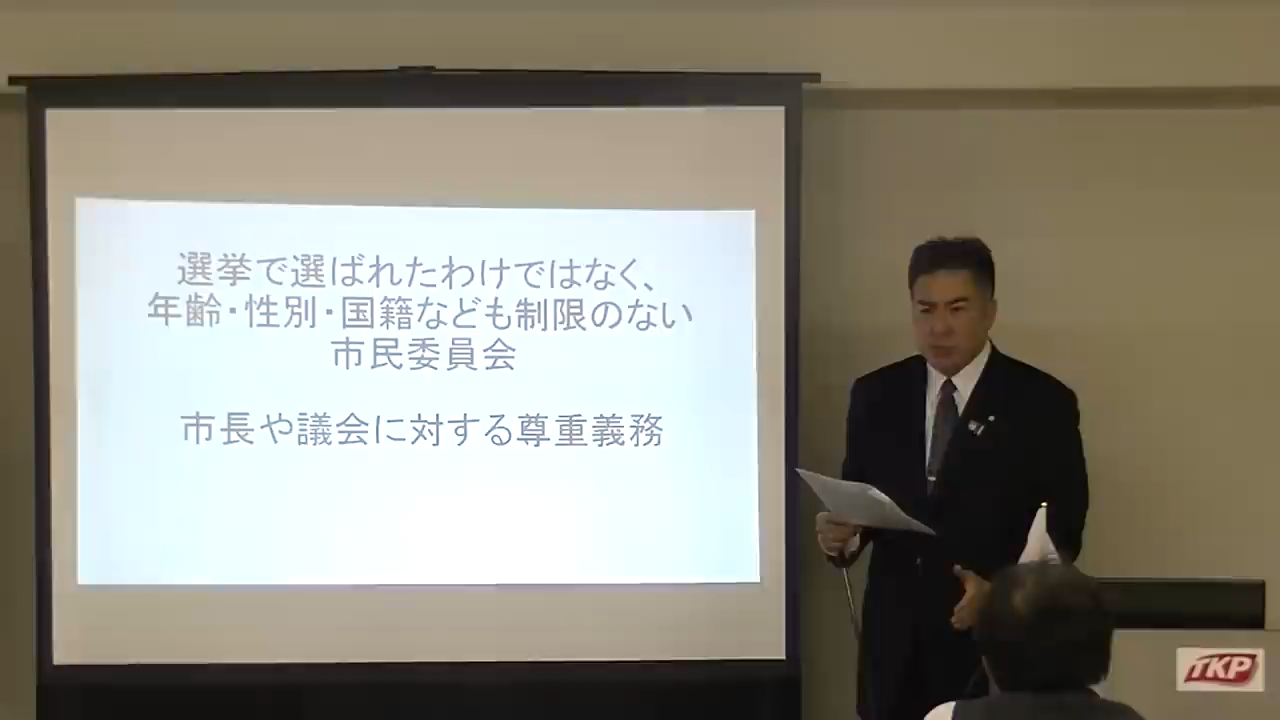 選挙で選ばれたわけではなく、
年齢・性別・国籍なども制限のない
市民委員会
市長や議会に対する尊重義務
TKP